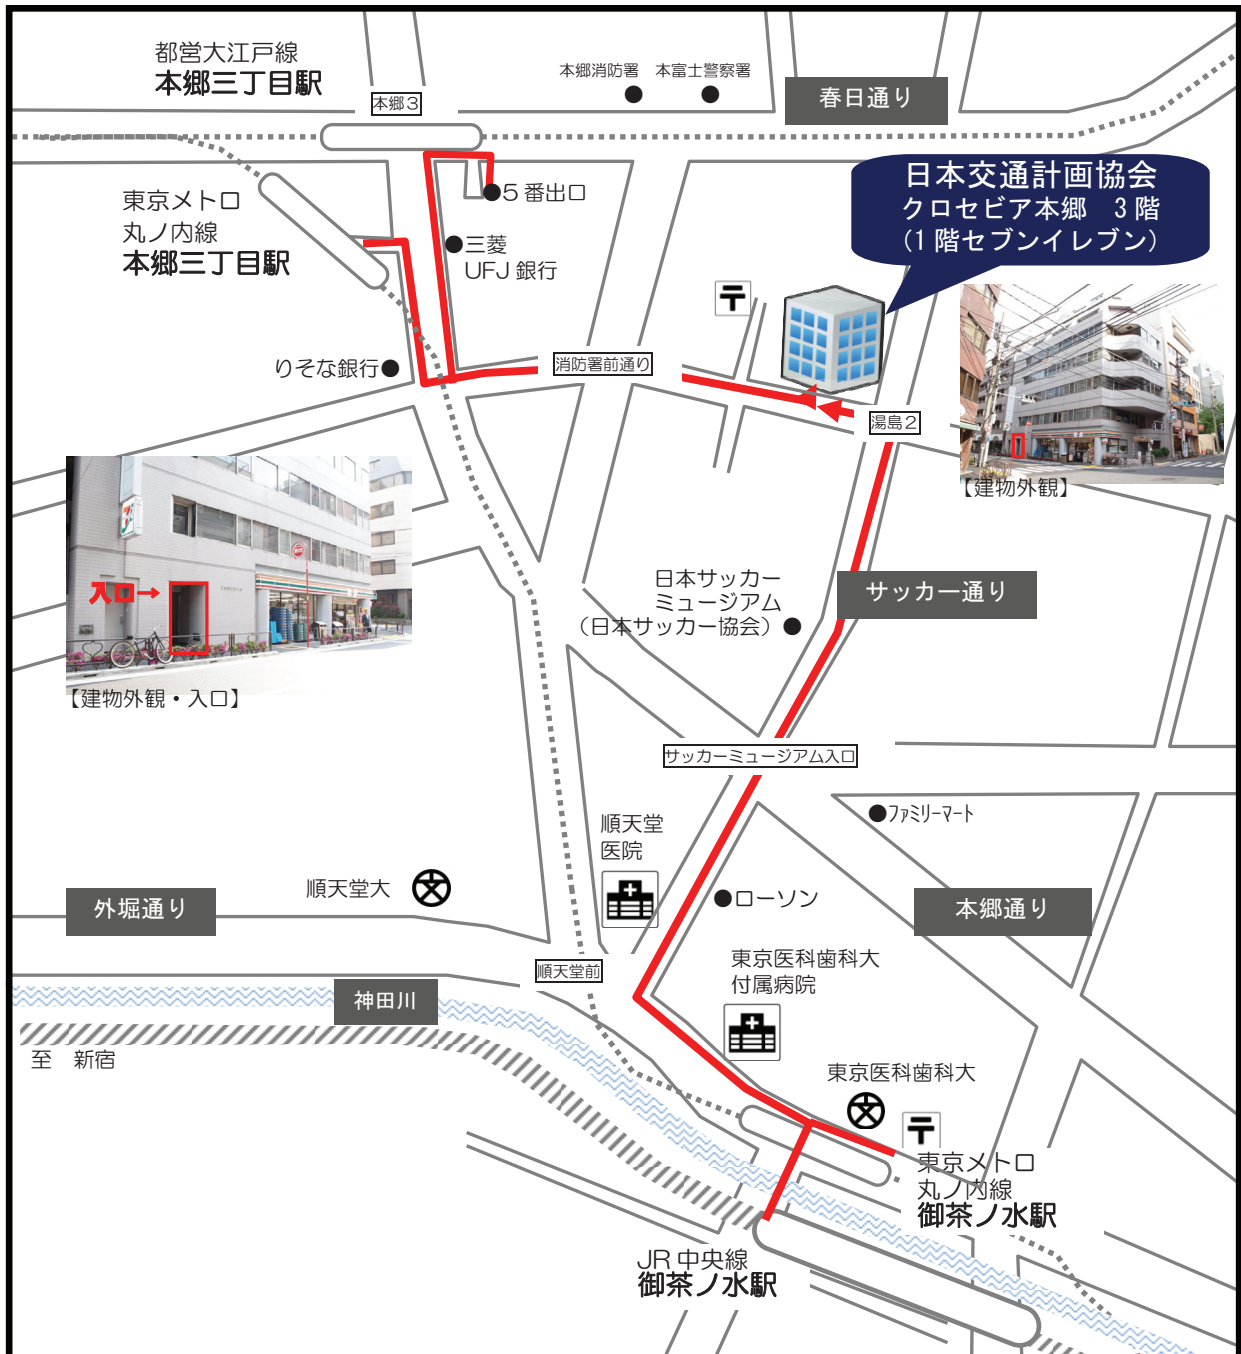 都営大江戸線
本郷三丁目駅
本郷消防署
本富士警察署
本郷3
春日通り
日本交通計画協会
クロセビア本郷 3階
(1階セブンイレブン)
東京メトロ
丸ノ内線
本郷三丁目駅
5番出口
三菱
UFJ銀行
りそな銀行
消防署前通り
湯島2
【建物外観】
入口→
【建物外観・入口】
日本サッカー
ミュージアム
(日本サッカー協会)
サッカー通り
サッカーミュージアム入口
ファミリーマート
順天堂
医院
順天堂大
外堀通り
ローソン
本郷通り
順天堂前
東京医科歯科大
付属病院
神田川
至 新宿
東京医科歯科大
東京メトロ
丸ノ内線
御茶ノ水駅
JR中央線
御茶ノ水駅